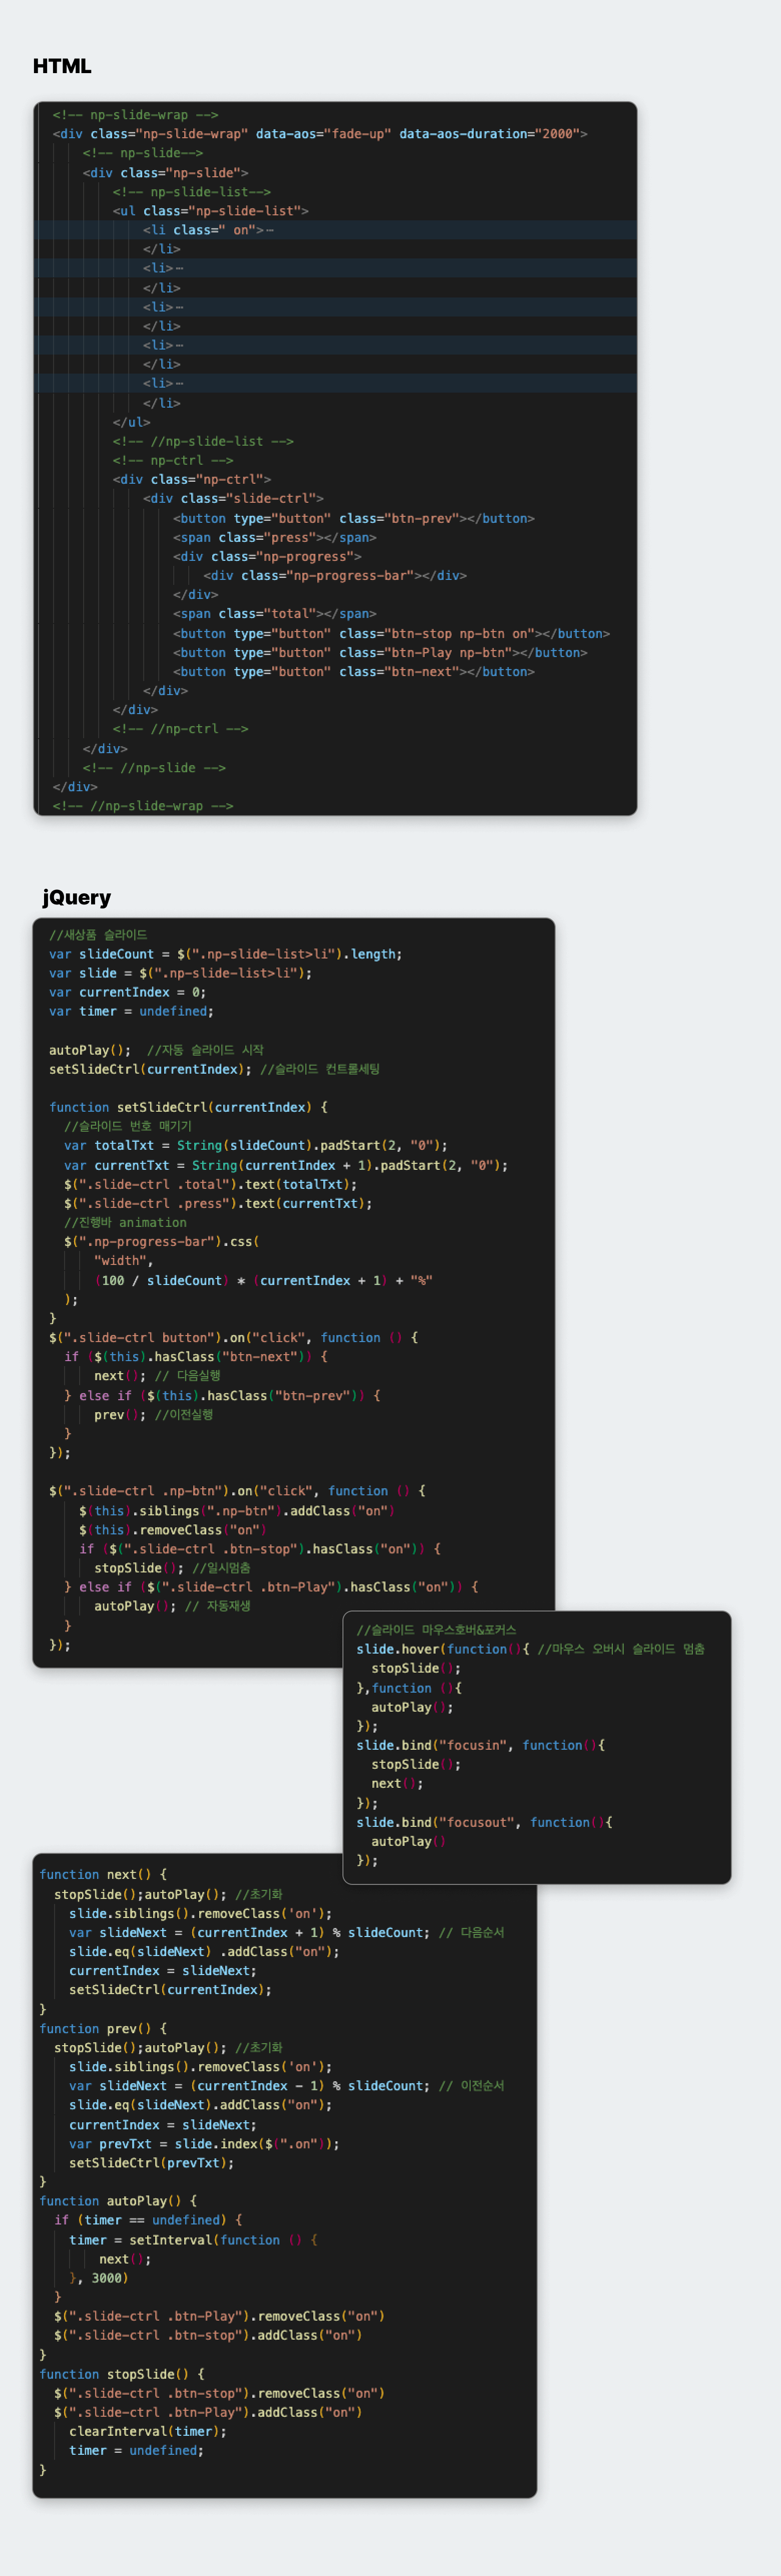 HTML
<!-- np-slide-wrap -->
<div class="np-slide-wrap" data-aos="fade-up" data-aos-duration="2000">
<!-- np-slide-->
<div class="np-slide">
<!-- np-slide-list-->
<ul class="np-slide-list">
<li class=" on">⋯
</li>
<li>⋯
</li>
<li>⋯
</li>
<li>⋯
</li>
<li>⋯
</li>
</ul>
<!-- //np-slide-list -->
<!-- np-ctrl -->
<div class="np-ctrl">
<div class="slide-ctrl">
<button type="button" class="btn-prev"></button>
<span class="press"></span>
<div class="np-progress">
<div class="np-progress-bar"></div>
</div>
<span class="total"></span>
<button type="button" class="btn-stop np-btn on"></button>
<button type="button" class="btn-Play np-btn"></button>
<button type="button" class="btn-next"></button>
</div>
</div>
<!-- //np-ctrl -->
</div>
<!-- //np-slide -->
</div>
<!-- //np-slide-wrap -->
jQuery
//새상품 슬라이드
var slideCount = $(".np-slide-list>li").length;
var slide = $(".np-slide-list>li");
var currentIndex = 0;
var timer = undefined;
autoPlay();  //자동 슬라이드 시작
setSlideCtrl(currentIndex); //슬라이드 컨트롤세팅
function setSlideCtrl(currentIndex) {
//슬라이드 번호 매기기
var totalTxt = String(slideCount).padStart(2, "0");
var currentTxt = String(currentIndex + 1).padStart(2, "0");
$(".slide-ctrl .total").text(totalTxt);
$(".slide-ctrl .press").text(currentTxt);
//진행바 animation
$(".np-progress-bar").css(
"width",
(100 / slideCount) * (currentIndex + 1) + "%"
);
}
$(".slide-ctrl button").on("click", function () {
if ($(this).hasClass("btn-next")) {
next(); // 다음실행
} else if ($(this).hasClass("btn-prev")) {
prev(); //이전실행
}
});
$(".slide-ctrl .np-btn").on("click", function () {
$(this).siblings(".np-btn").addClass("on")
$(this).removeClass("on")
if ($(".slide-ctrl .btn-stop").hasClass("on")) {
stopSlide(); //일시멈춤
} else if ($(".slide-ctrl .btn-Play").hasClass("on")) {
autoPlay(); // 자동재생
}
});
//슬라이드 마우스호버&포커스
slide.hover(function(){ //마우스 오버시 슬라이드 멈춤
stopSlide();
},function (){
autoPlay();
});
slide.bind("focusin", function(){
stopSlide();
next();
});
slide.bind("focusout", function(){
autoPlay()
});
function next() {
stopSlide();autoPlay(); //초기화
slide.siblings().removeClass('on');
var slideNext = (currentIndex + 1) % slideCount; // 다음순서
slide.eq(slideNext) .addClass("on");
currentIndex = slideNext;
setSlideCtrl(currentIndex);
}
function prev() {
stopSlide();autoPlay(); //초기화
slide.siblings().removeClass('on');
var slideNext = (currentIndex - 1) % slideCount; // 이전순서
slide.eq(slideNext).addClass("on");
currentIndex = slideNext;
var prevTxt = slide.index($(".on"));
setSlideCtrl(prevTxt);
}
function autoPlay() {
if (timer == undefined) {
timer = setInterval(function () {
next();
}, 3000)
}
$(".slide-ctrl .btn-Play").removeClass("on")
$(".slide-ctrl .btn-stop").addClass("on")
}
function stopSlide() {
$(".slide-ctrl .btn-stop").removeClass("on")
$(".slide-ctrl .btn-Play").addClass("on")
clearInterval(timer);
timer = undefined;
}